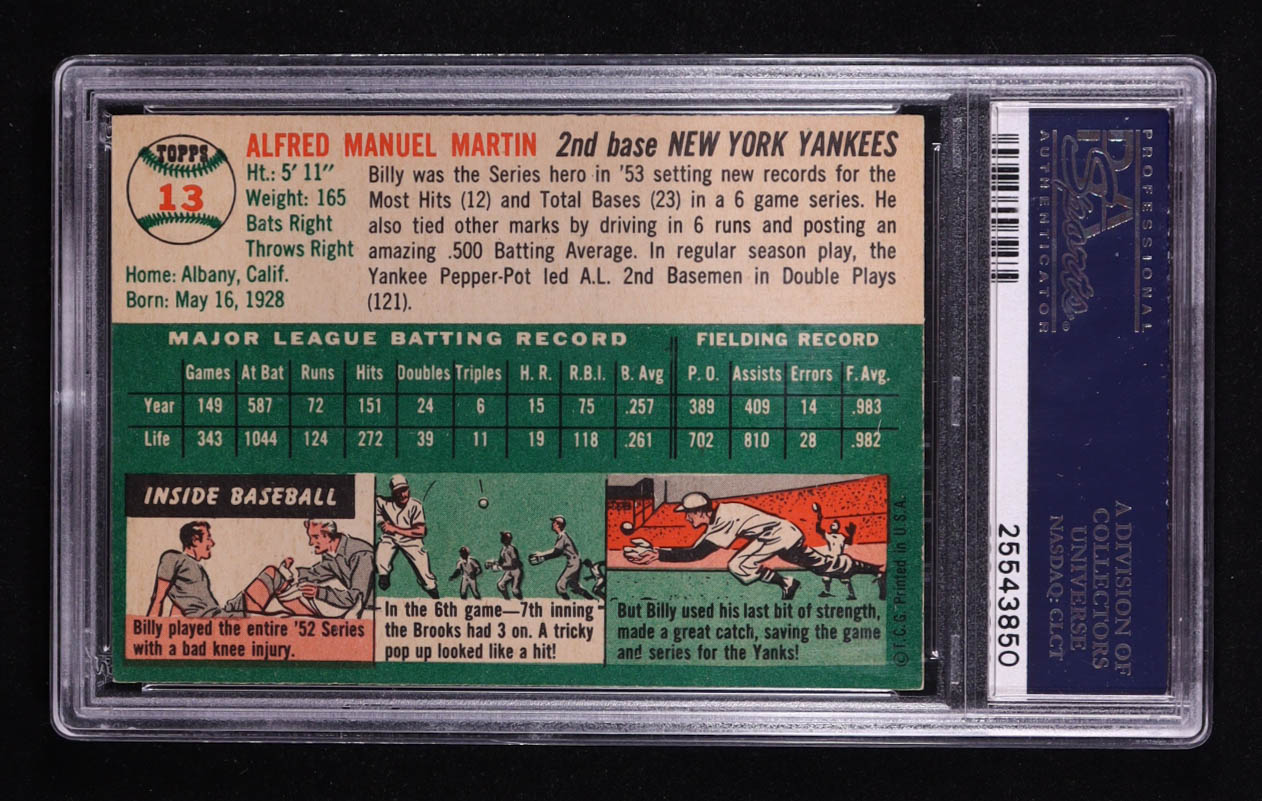 TOPPS
13
ALFRED MANUEL MARTIN 2nd base NEW YORK YANKEES
Ht.: 5' 11"
Weight: 165
Bats Right
Throws Right
Home: Albany, Calif.
Born: May 16, 1928
Billy was the Series hero in '53 setting new records for the
Most Hits (12) and Total Bases (23) in a 6 game series. He
also tied other marks by driving in 6 runs and posting an
amazing .500 Batting Average. In regular season play, the
Yankee Pepper-Pot led A.L. 2nd Basemen in Double Plays
(121).
MAJOR LEAGUE BATTING RECORD FIELDING RECORD
Games At Bat Runs Hits Doubles Triples H. R. R.B.I. B. Avg P. O. Assists Errors F. Avg.
Year 149 587 72 151 24 6 15 75 .257 389 409 14 .983
Life 343 1044 124 272 39 11 19 118 .261 702 810 28 .982
INSIDE BASEBALL
Billy played the entire '52 Series
with a bad knee injury.
In the 6th game—7th inning
the Brooks had 3 on. A tricky
pop up looked like a hit!
But Billy used his last bit of strength,
made a great catch, saving the game
and series for the Yanks!
© T.C.G. Printed in U.S.A.
PROFESSIONAL
PSA
Sports®
AUTHENTICATOR
A DIVISION OF
COLLECTORS
UNIVERSE
NASDAQ: CLCT
25543850